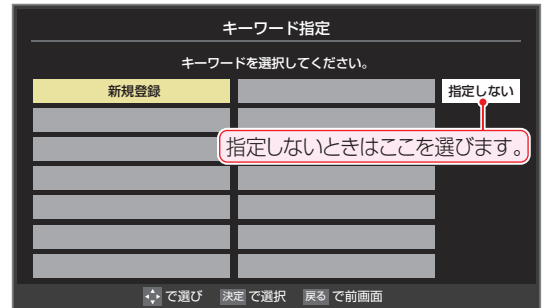 キーワード指定
キーワードを選択してください。
新規登録
指定しない
指定しないときはここを選びます。
で選び 決定 で選択 戻る で前画面